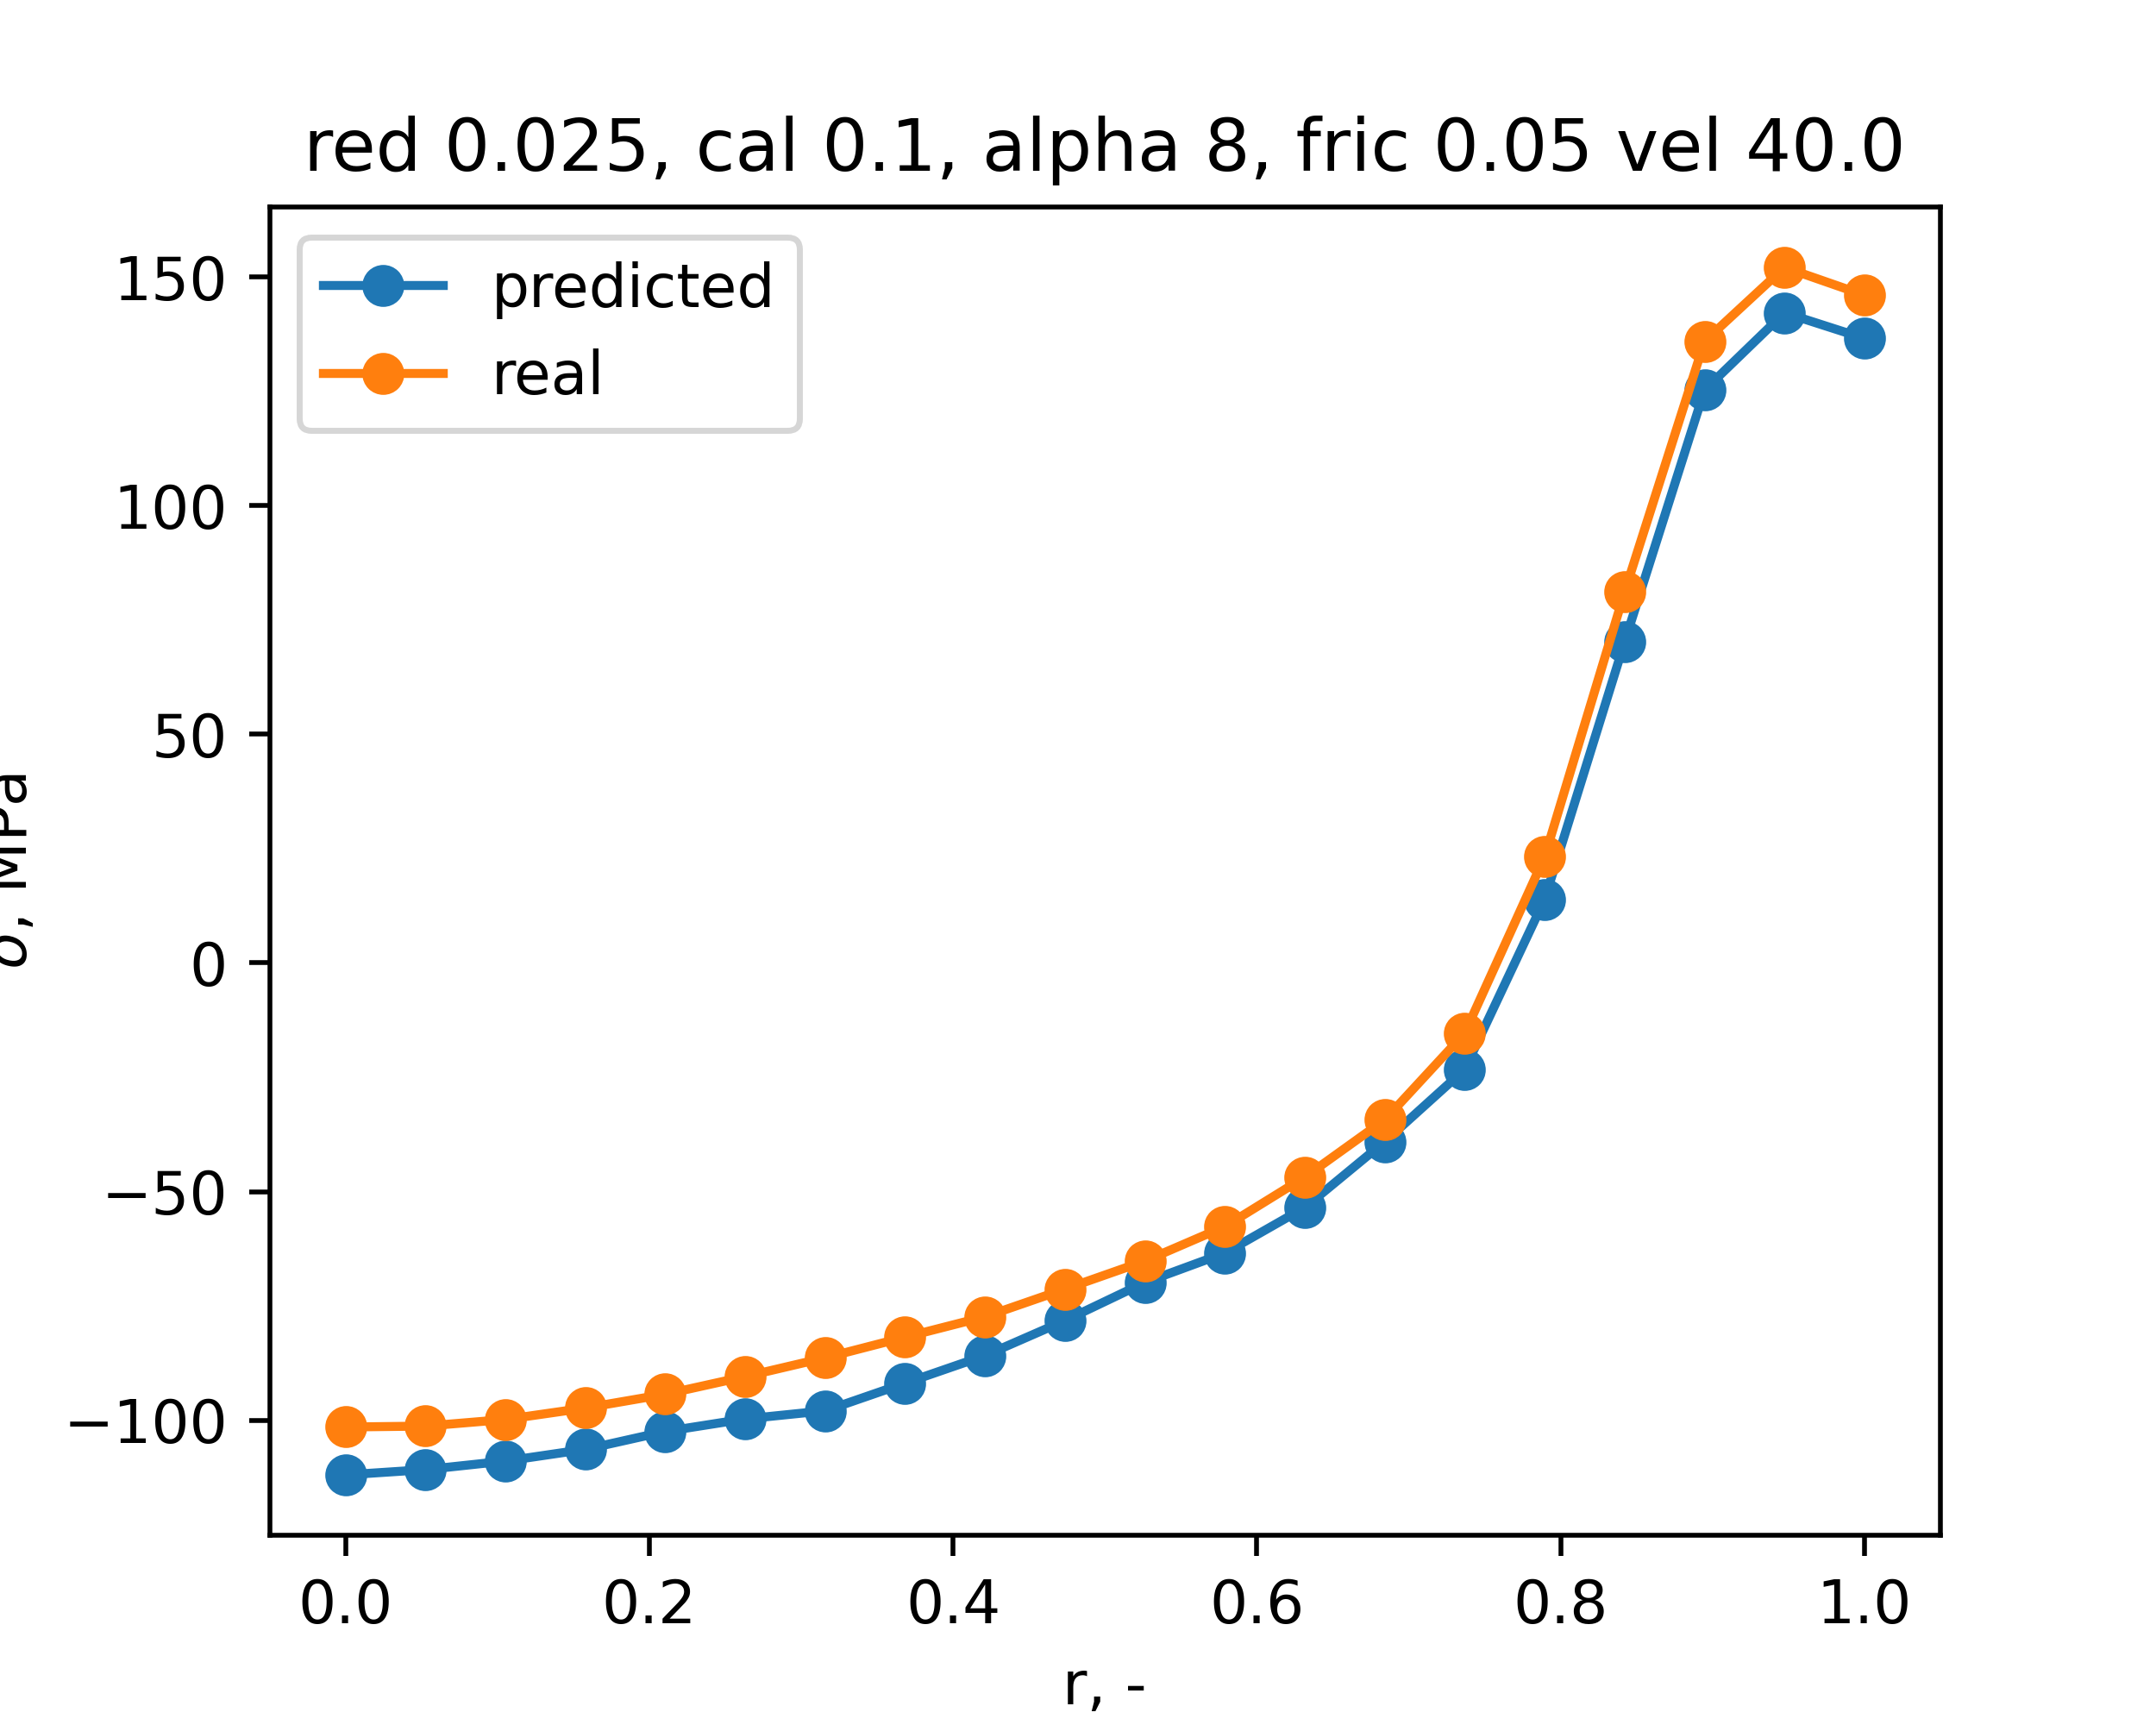 red 0.025, cal 0.1, alpha 8, fric 0.05 vel 40.0
predicted
real
150
100
50
0
−50
−100
σ, MPa
0.0 0.2 0.4 0.6 0.8 1.0
r, -